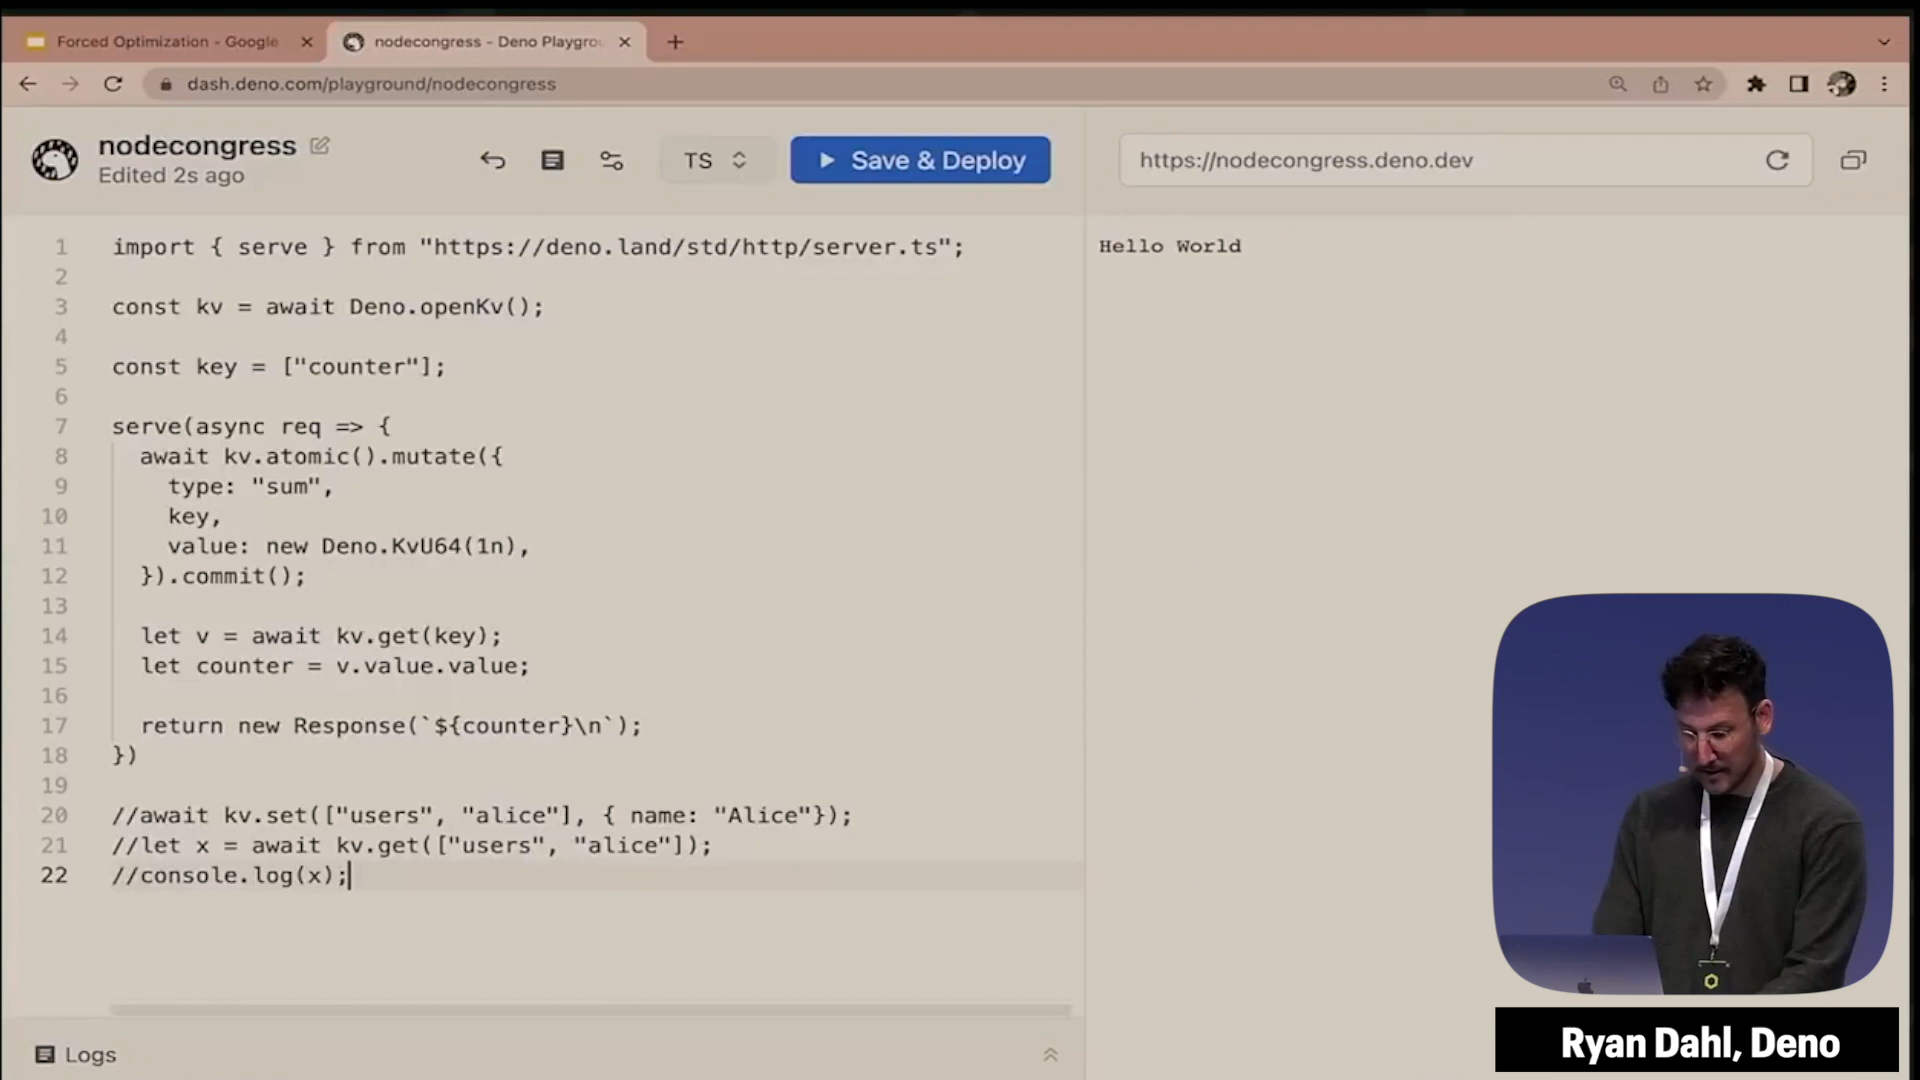 Forced Optimization - Google
nodecongress - Deno Playgrou
dash.deno.com/playground/nodecongress
nodecongress
Edited 2s ago
TS
Save & Deploy
https://nodecongress.deno.dev
1 import { serve } from "https://deno.land/std/http/server.ts";
2
3 const kv = await Deno.openKv();
4
5 const key = ["counter"];
6
7 serve(async req => {
8 await kv.atomic().mutate({
9 type: "sum",
10 key,
11 value: new Deno.KvU64(1n),
12 }).commit();
13
14 let v = await kv.get(key);
15 let counter = v.value.value;
16
17 return new Response(`${counter}\n`);
18 })
19
20 //await kv.set(["users", "alice"], { name: "Alice"});
21 //let x = await kv.get(["users", "alice"]);
22 //console.log(x);
Hello World
Logs
Ryan Dahl, Deno